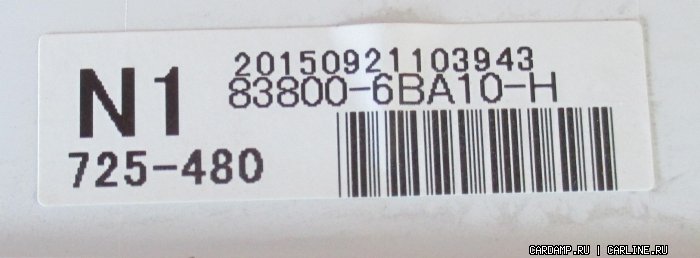 20150921103943
N1 83800-6BA10-H
725-480
CARDAMP.RU | CARLINE.RU